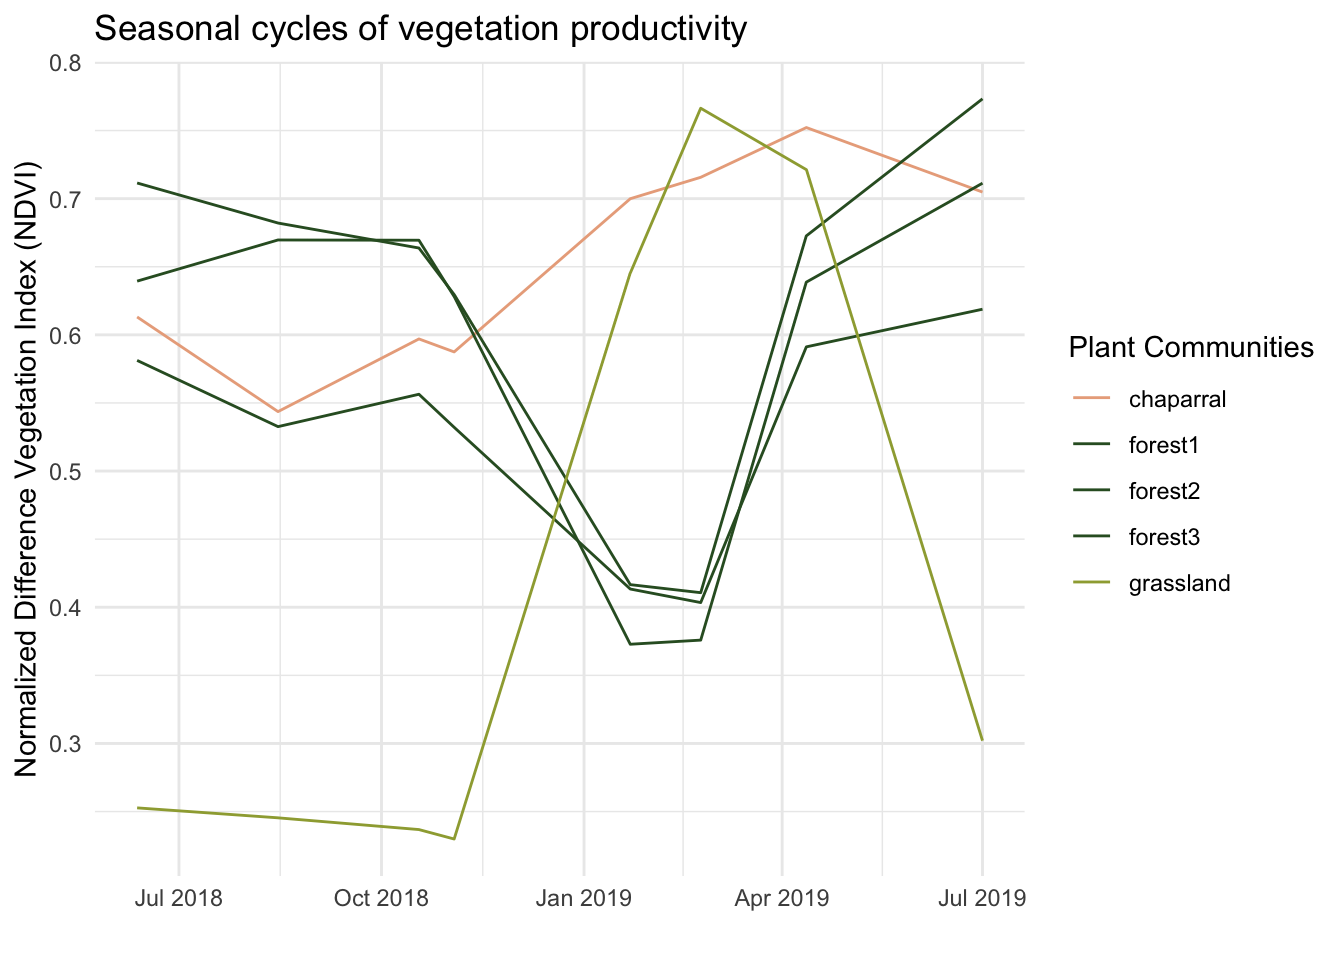 Seasonal cycles of vegetation productivity
Normalized Difference Vegetation Index (NDVI)
0.8
0.7
0.6
0.5
0.4
0.3
Jul 2018
Oct 2018
Jan 2019
Apr 2019
Jul 2019
Plant Communities
chaparral
forest1
forest2
forest3
grassland